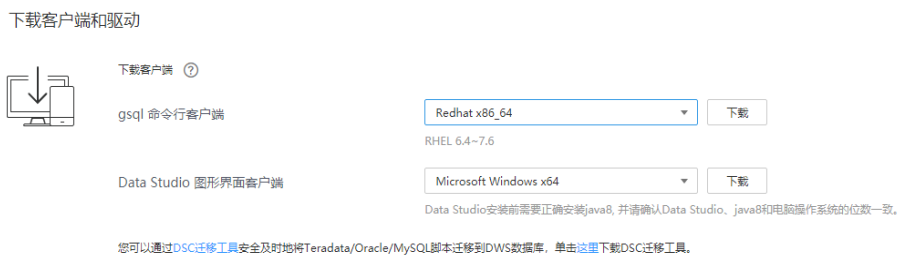 下载客户端和驱动
下载客户端 ?
gsql 命令行客户端 Redhat x86_64 下载
RHEL 6.4~7.6
Data Studio 图形界面客户端 Microsoft Windows x64 下载
Data Studio安装前需要正确安装java8, 并请确认Data Studio、java8和电脑操作系统的位数一致。
您可以通过DSC迁移工具安全及时地将Teradata/Oracle/MySQL脚本迁移到DWS数据库，单击这里下载DSC迁移工具。